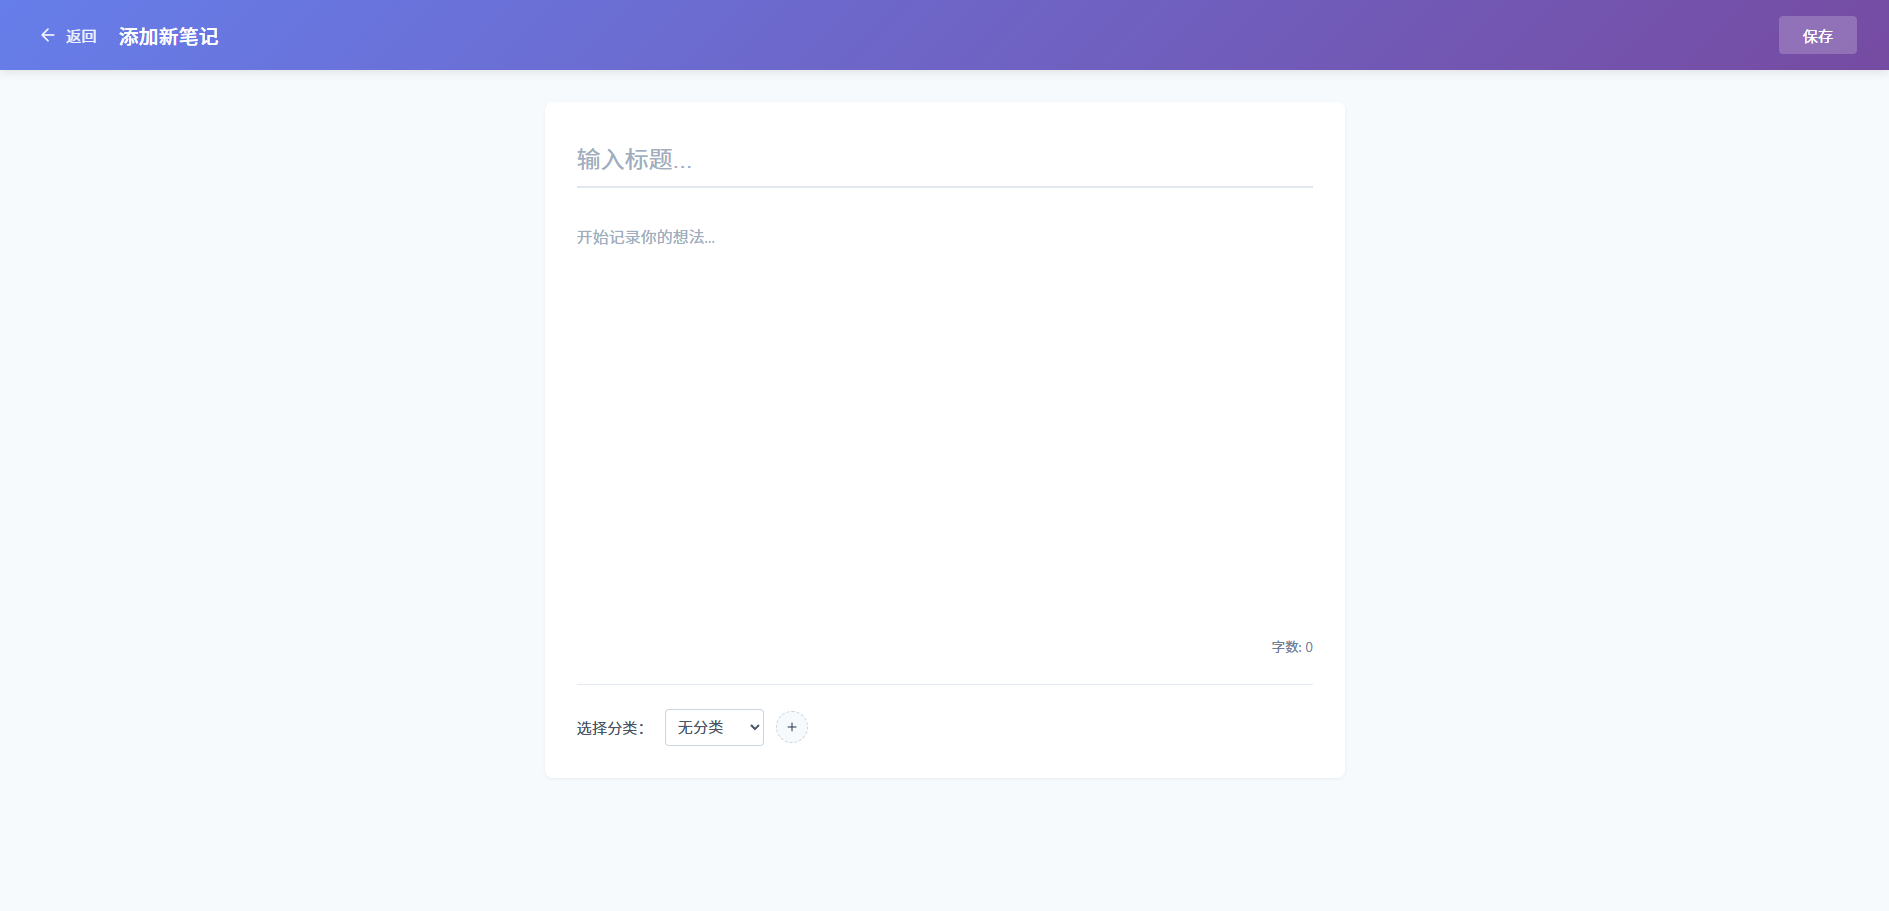 返回 添加新笔记 保存
输入标题...
开始记录你的想法...
字数: 0
选择分类： 无分类 +